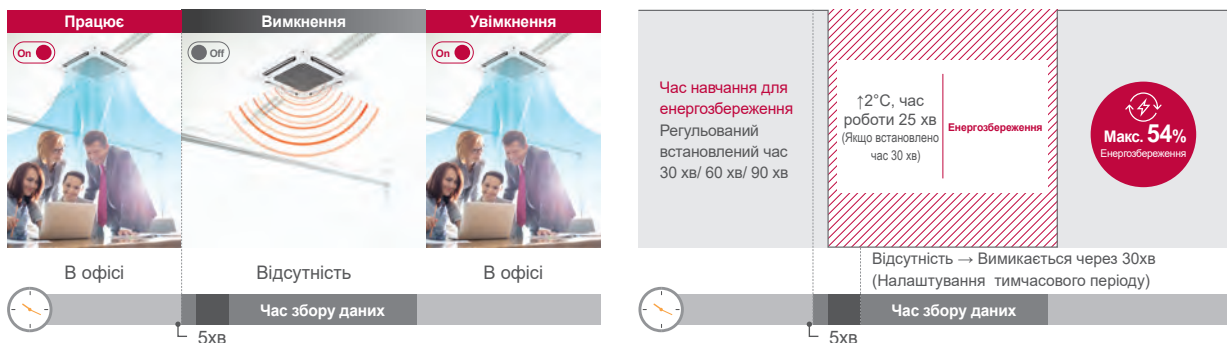 Працює
Вимкнення
Увімкнення
On
Off
On
В офісі
Відсутність
В офісі
Час збору даних
5хв
Час навчання для
енергозбереження
Регульований
встановлений час
30 хв/ 60 хв/ 90 хв
↑2°C, час
роботи 25 хв
(Якщо встановлено
час 30 хв)
Енергозбереження
Макс. 54%
Енергозбереження
Відсутність → Вимикається через 30хв
(Налаштування тимчасового періоду)
Час збору даних
5хв